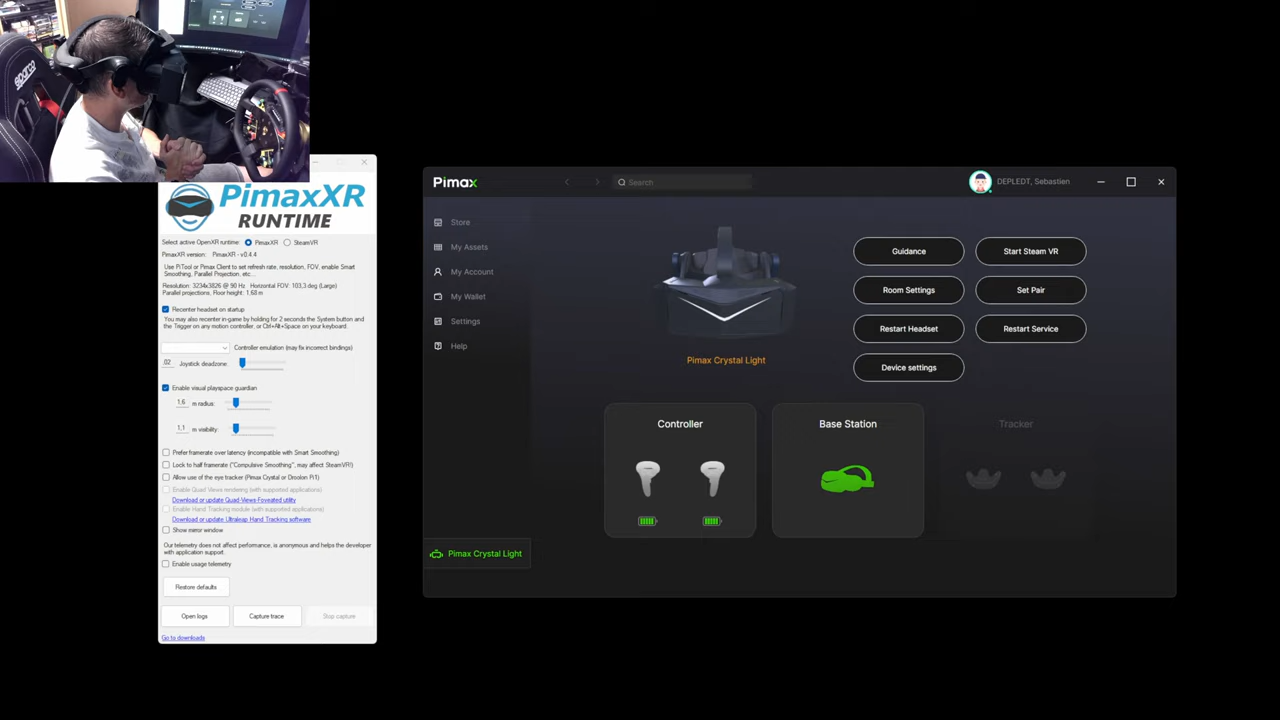 sparco
PimaxXR
RUNTIME
Select active OpenXR runtime: PimaxXR SteamVR
PimaxXR version: PimaxXR - v0.4.4
Use PiTool or Pimax Client to set refresh rate, resolution, FOV, enable Smart
Smoothing, Parallel Projection, etc...
Resolution: 3234x3826 @ 90 Hz Horizontal FOV: 103,3 deg (Large)
Parallel projections, Floor height: 1,68 m
Recenter headset on startup
You may also recenter in-game by holding for 2 seconds the System button and
the Trigger on any motion controller, or Ctrl+Alt+Space on your keyboard.
Controller emulation (may fix incorrect bindings)
.02 Joystick deadzone:
Enable visual playspace guardian
1,6 m radius:
1,1 m visibility:
Prefer framerate over latency (incompatible with Smart Smoothing)
Lock to half framerate ("Compulsive Smoothing", may affect SteamVR!)
Allow use of the eye tracker (Pimax Crystal or Droolon Pi1)
Enable Quad Views rendering (with supported applications)
Download or update Quad-Views-Foveated utility
Enable Hand Tracking module (with supported applications)
Download or update Ultraleap Hand Tracking software
Show mirror window
Our telemetry does not affect performance, is anonymous and helps the developer
with application support.
Enable usage telemetry
Restore defaults
Open logs Capture trace Stop capture
Go to downloads
Pimax
Search
DEPLEDT, Sebastien
Store
My Assets
My Account
My Wallet
Settings
Help
Pimax Crystal Light
Pimax Crystal Light
Guidance Start Steam VR
Room Settings Set Pair
Restart Headset Restart Service
Device settings
Controller
Base Station
Tracker